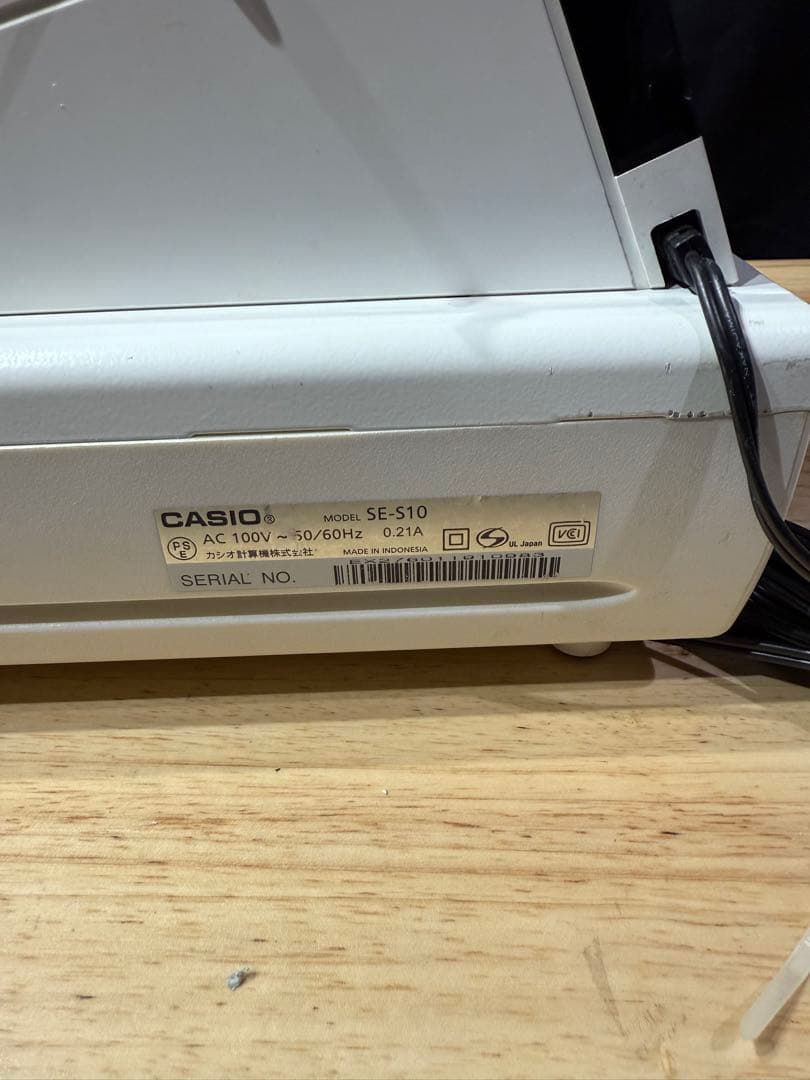 CASIO®
MODEL SE-S10
AC 100V ~ 50/60Hz 0.21A
PS
E
カシオ計算機株式会社
MADE IN INDONESIA
UL Japan
VCI
SERIAL NO.